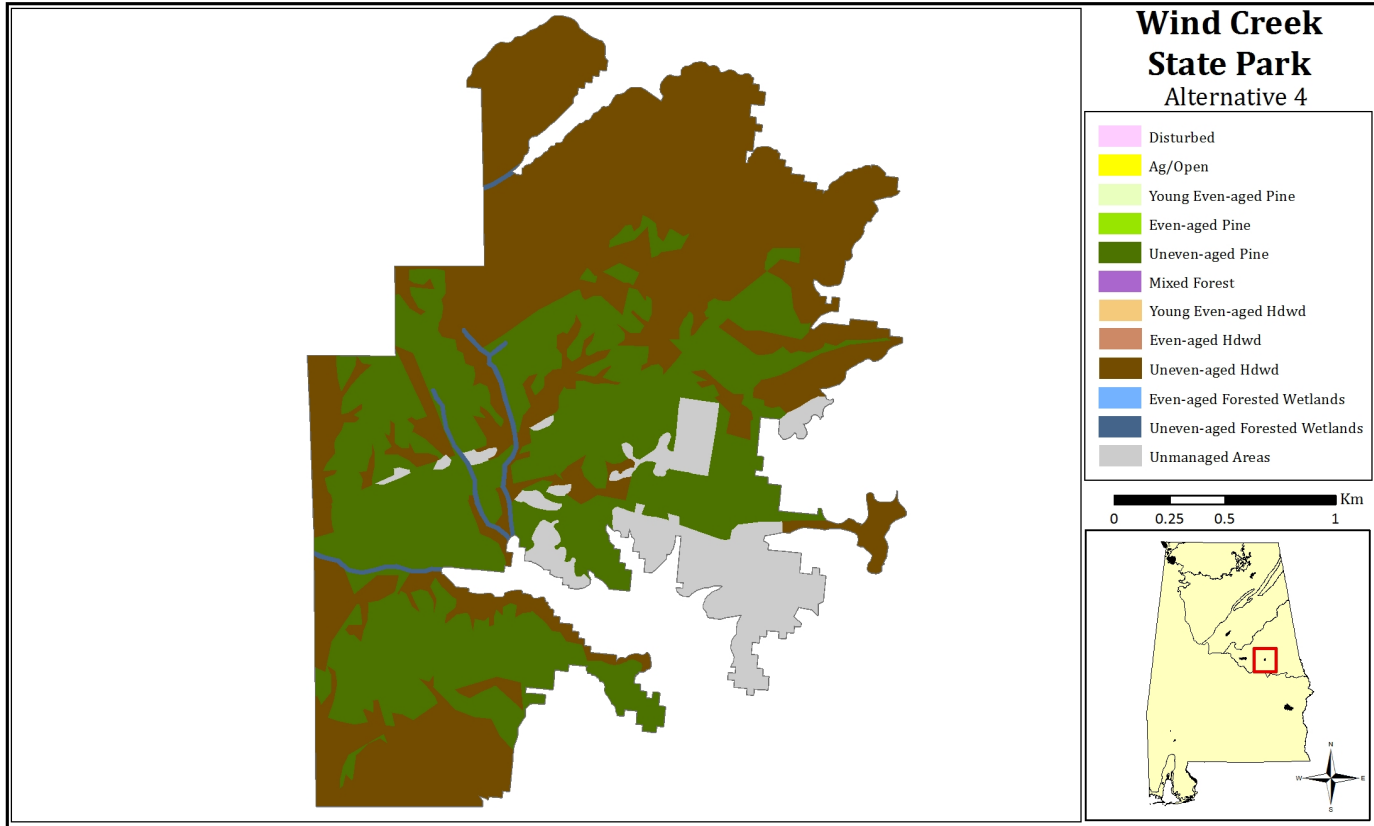 Wind Creek
State Park
Alternative 4
Disturbed
Ag/Open
Young Even-aged Pine
Even-aged Pine
Uneven-aged Pine
Mixed Forest
Young Even-aged Hdwd
Even-aged Hdwd
Uneven-aged Hdwd
Even-aged Forested Wetlands
Uneven-aged Forested Wetlands
Unmanaged Areas
Km
0 0.25 0.5 1
N
W E
S